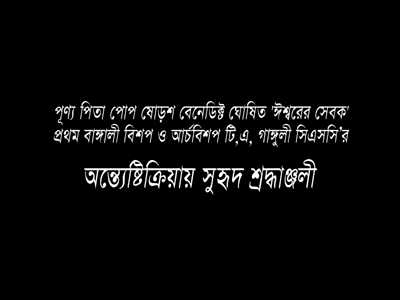 পূণ্য পিতা পোপ ষোড়শ বেনেডিক্ট ঘোষিত 'ঈশ্বরের সেবক'
প্রথম বাঙ্গালী বিশপ ও আর্চবিশপ টি,এ, গাঙ্গুলী সিএসসি'র
অন্ত্যেষ্টিক্রিয়ায় সুহৃদ শ্রদ্ধাঞ্জলী